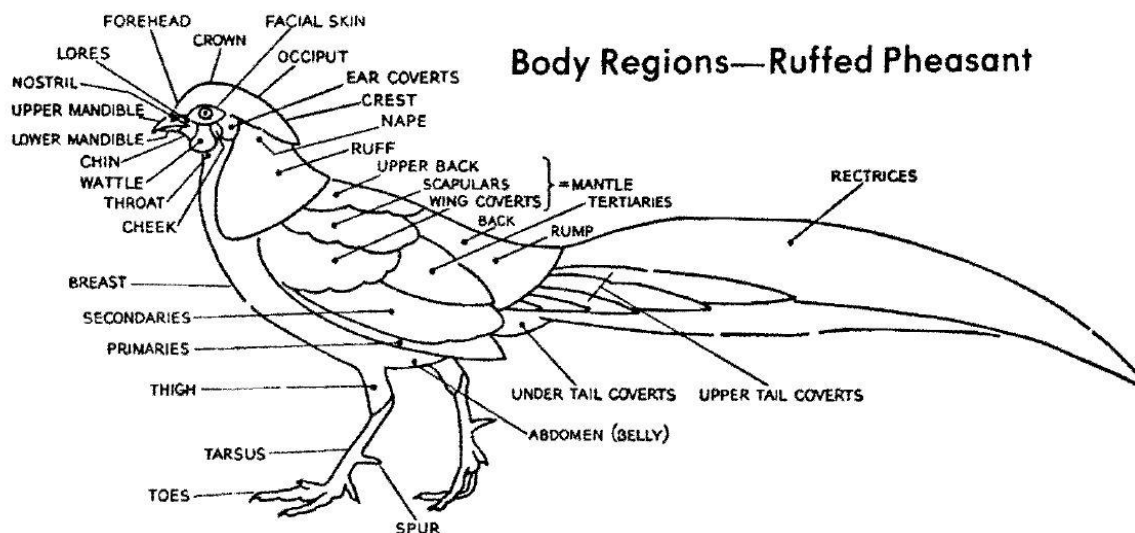 Body Regions—Ruffed Pheasant
FOREHEAD
FACIAL SKIN
CROWN
LORES
OCCIPUT
NOSTRIL
EAR COVERTS
UPPER MANDIBLE
CREST
LOWER MANDIBLE
NAPE
CHIN
RUFF
WATTLE
UPPER BACK
THROAT
SCAPULARS
WING COVERTS
= MANTLE
CHEEK
TERTIARIES
BACK
RUMP
RECTRICES
BREAST
SECONDARIES
PRIMARIES
THIGH
UNDER TAIL COVERTS
UPPER TAIL COVERTS
ABDOMEN (BELLY)
TARSUS
TOES
SPUR